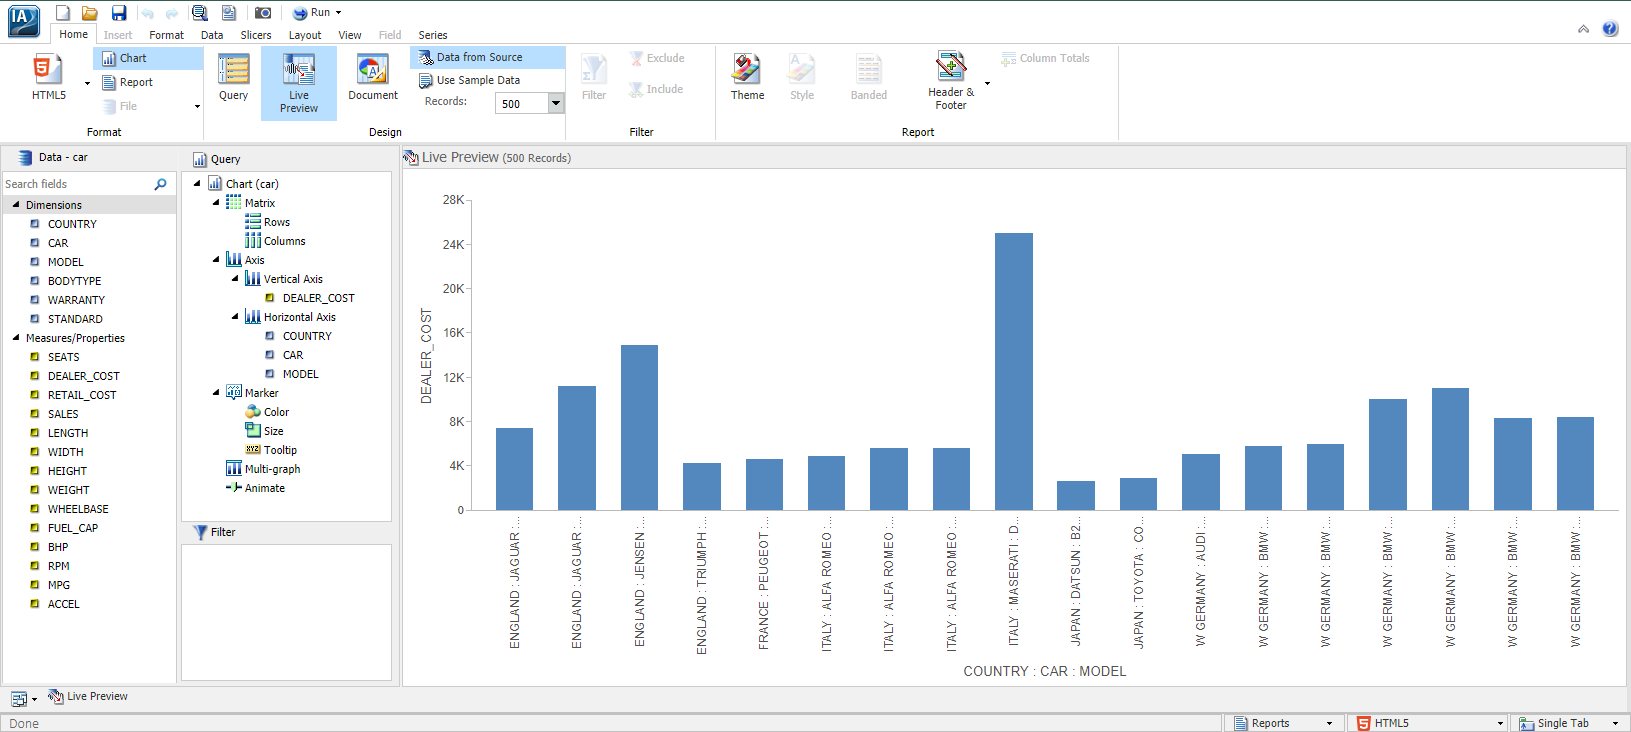 IA
Run
Home
Insert
Format
Data
Slicers
Layout
View
Field
Series
HTML5
Chart
Report
File
Format
Query
Live
Preview
Document
Data from Source
Use Sample Data
Records:
500
Design
Filter
Exclude
Include
Filter
Theme
Style
Banded
Header &
Footer
Column Totals
Report
Data - car
Search fields
Dimensions
COUNTRY
CAR
MODEL
BODYTYPE
WARRANTY
STANDARD
Measures/Properties
SEATS
DEALER_COST
RETAIL_COST
SALES
LENGTH
WIDTH
HEIGHT
WEIGHT
WHEELBASE
FUEL_CAP
BHP
RPM
MPG
ACCEL
Query
Chart (car)
Matrix
Rows
Columns
Axis
Vertical Axis
DEALER_COST
Horizontal Axis
COUNTRY
CAR
MODEL
Marker
Color
Size
XYZ Tooltip
Multi-graph
Animate
Filter
Live Preview (500 Records)
28K
24K
20K
16K
12K
8K
4K
0
DEALER_COST
ENGLAND : JAGUAR :...
ENGLAND : JAGUAR :...
ENGLAND : JENSEN :...
ENGLAND : TRIUMPH :...
FRANCE : PEUGEOT ...
ITALY : ALFA ROMEO :...
ITALY : ALFA ROMEO :...
ITALY : ALFA ROMEO :...
ITALY : MASERATI : D...
JAPAN : DATSUN : B2...
JAPAN : TOYOTA : CO...
W GERMANY : AUDI :...
W GERMANY : BMW :...
W GERMANY : BMW :...
W GERMANY : BMW :...
W GERMANY : BMW :...
W GERMANY : BMW :...
W GERMANY : BMW :...
COUNTRY : CAR : MODEL
Live Preview
Done
Reports
HTML5
Single Tab